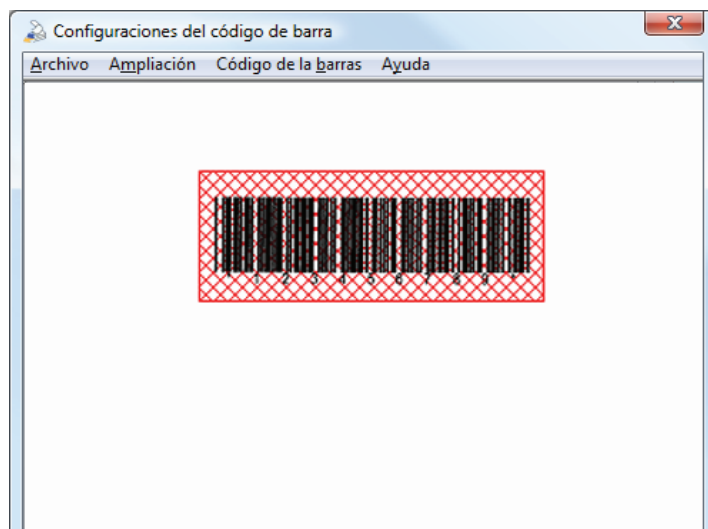 Configuraciones del código de barra
Archivo Ampliación Código de la barras Ayuda
* 1 2 3 4 5 6 7 8 9 *